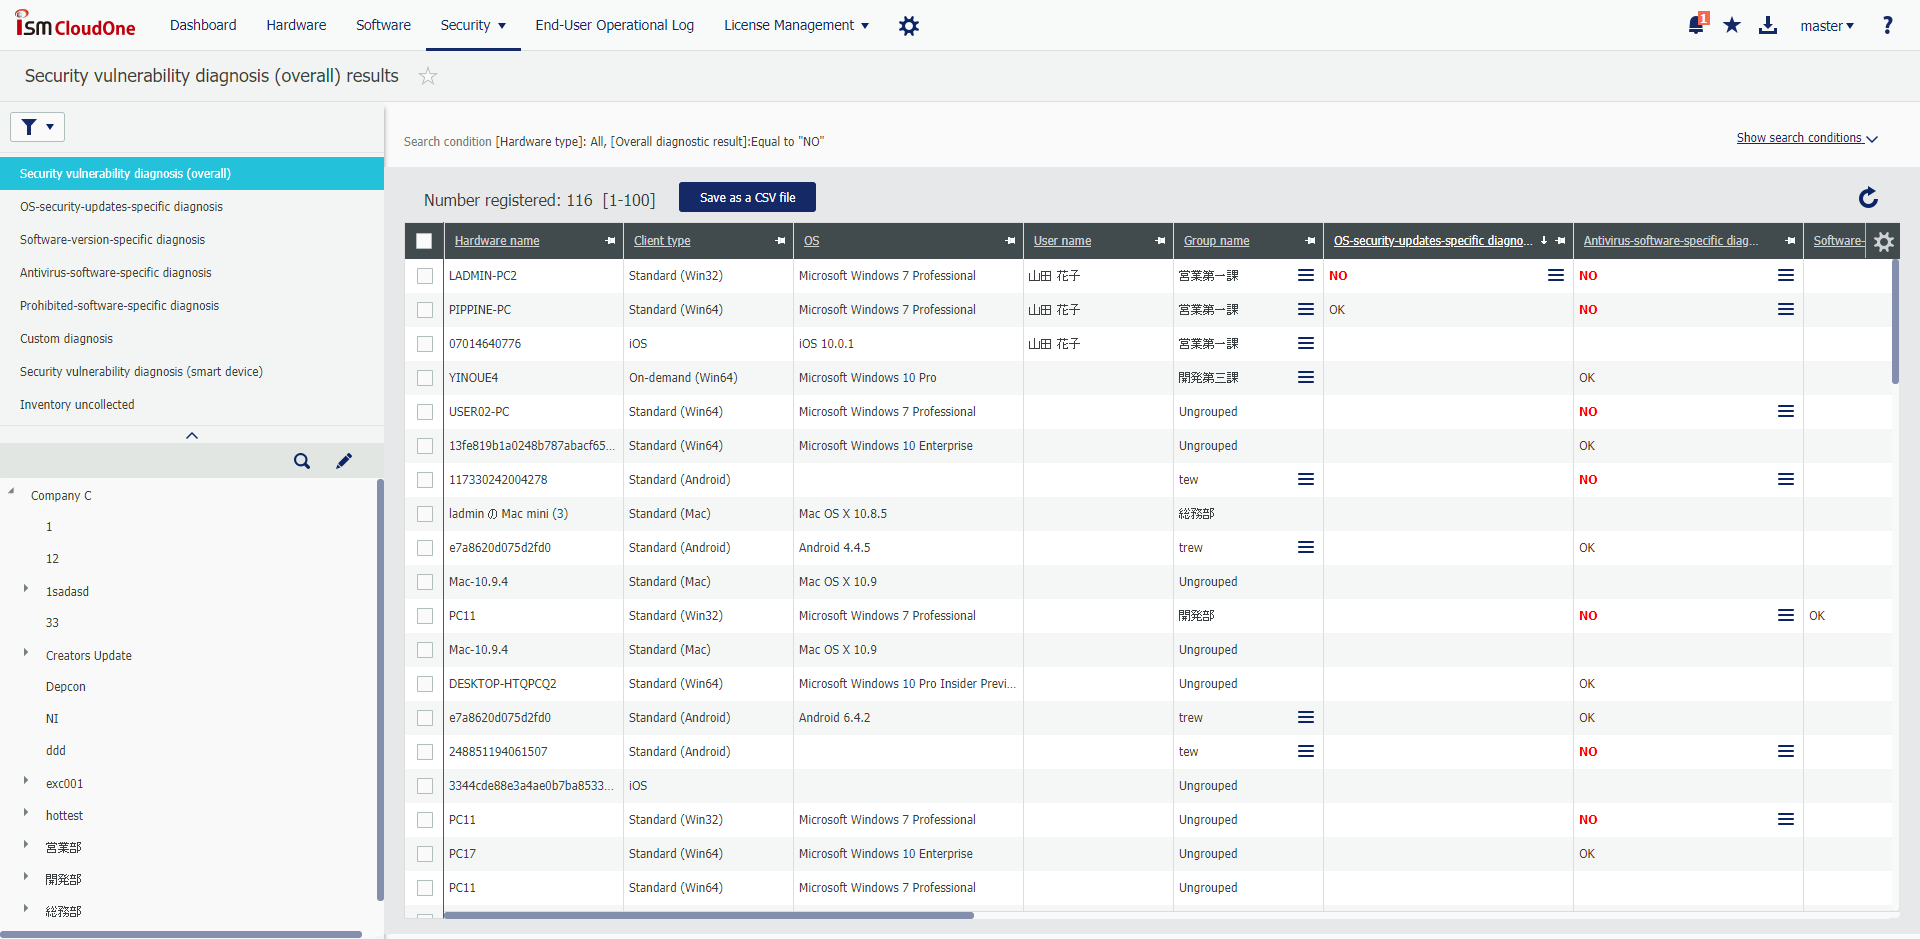 iSM CloudOne
Dashboard
Hardware
Software
Security
End-User Operational Log
License Management
1
master
?
Security vulnerability diagnosis (overall) results
Security vulnerability diagnosis (overall)
OS-security-updates-specific diagnosis
Software-version-specific diagnosis
Antivirus-software-specific diagnosis
Prohibited-software-specific diagnosis
Custom diagnosis
Security vulnerability diagnosis (smart device)
Inventory uncollected
Company C
1
12
1sadasd
33
Creators Update
Depcon
NI
ddd
exc001
hottest
営業部
開発部
総務部
Search condition [Hardware type]: All, [Overall diagnostic result]:Equal to "NO"
Show search conditions
Number registered: 116 [1-100]
Save as a CSV file
Hardware name Client type OS User name Group name OS-security-updates-specific diagno... Antivirus-software-specific diag... Software-
LADMIN-PC2 Standard (Win32) Microsoft Windows 7 Professional 山田 花子 営業第一課 NO NO
PIPPINE-PC Standard (Win64) Microsoft Windows 7 Professional 山田 花子 営業第一課 OK NO
07014640776 iOS iOS 10.0.1 山田 花子 営業第一課
YINOUE4 On-demand (Win64) Microsoft Windows 10 Pro 開発第三課 OK
USER02-PC Standard (Win64) Microsoft Windows 7 Professional Ungrouped NO
13fe819b1a0248b787abacf65... Standard (Win64) Microsoft Windows 10 Enterprise Ungrouped OK
117330242004278 Standard (Android) tew NO
ladmin の Mac mini (3) Standard (Mac) Mac OS X 10.8.5 総務部
e7a8620d075d2fd0 Standard (Android) Android 4.4.5 trew OK
Mac-10.9.4 Standard (Mac) Mac OS X 10.9 Ungrouped
PC11 Standard (Win32) Microsoft Windows 7 Professional 開発部 NO OK
Mac-10.9.4 Standard (Mac) Mac OS X 10.9 Ungrouped
DESKTOP-HTQPCQ2 Standard (Win64) Microsoft Windows 10 Pro Insider Previ... Ungrouped OK
e7a8620d075d2fd0 Standard (Android) Android 6.4.2 trew OK
248851194061507 Standard (Android) tew NO
3344cde88e3a4ae0b7ba8533... iOS Ungrouped
PC11 Standard (Win32) Microsoft Windows 7 Professional Ungrouped NO
PC17 Standard (Win64) Microsoft Windows 10 Enterprise Ungrouped OK
PC11 Standard (Win64) Microsoft Windows 7 Professional Ungrouped